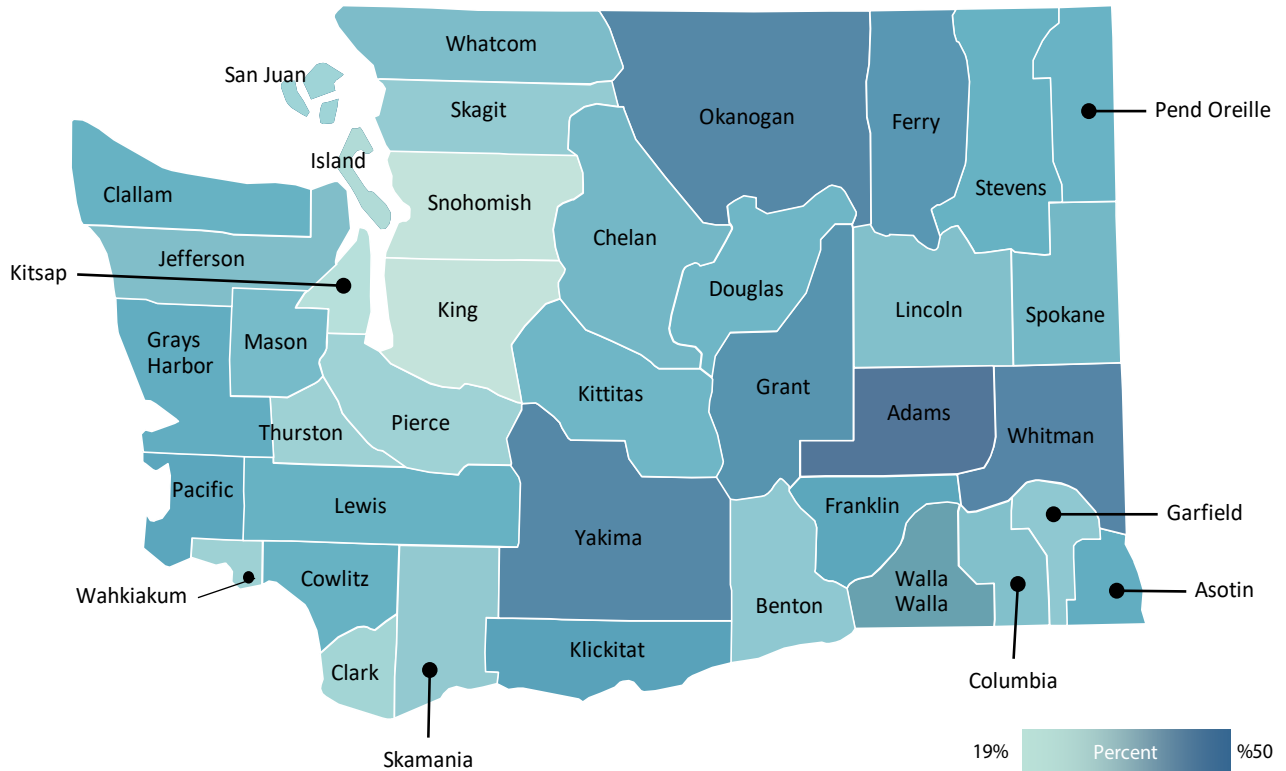 Whatcom
San Juan
Skagit
Okanogan
Ferry
Pend Oreille
Island
Clallam
Snohomish
Stevens
Chelan
Jefferson
Kitsap
Douglas
King
Lincoln
Spokane
Grays
Harbor
Mason
Grant
Kittitas
Adams
Pierce
Thurston
Whitman
Pacific
Lewis
Franklin
Garfield
Yakima
Cowlitz
Wahkiakum
Walla
Walla
Asotin
Benton
Klickitat
Clark
Columbia
Skamania
19% Percent %50